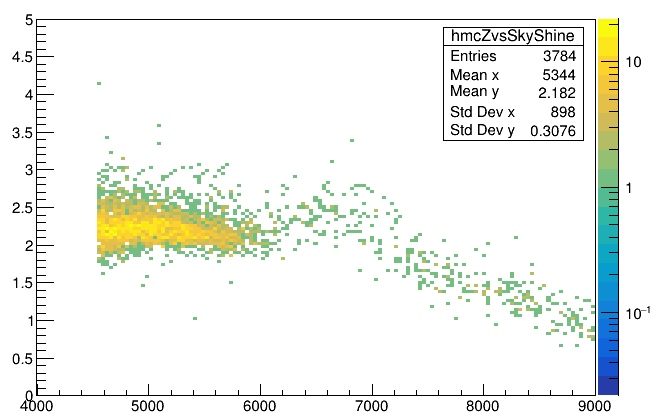 hmcZvsSkyShine
Entries 3784
Mean x 5344
Mean y 2.182
Std Dev x 898
Std Dev y 0.3076
5
4.5
4
3.5
3
2.5
2
1.5
1
0.5
0
4000 5000 6000 7000 8000 9000
10
1
10⁻¹